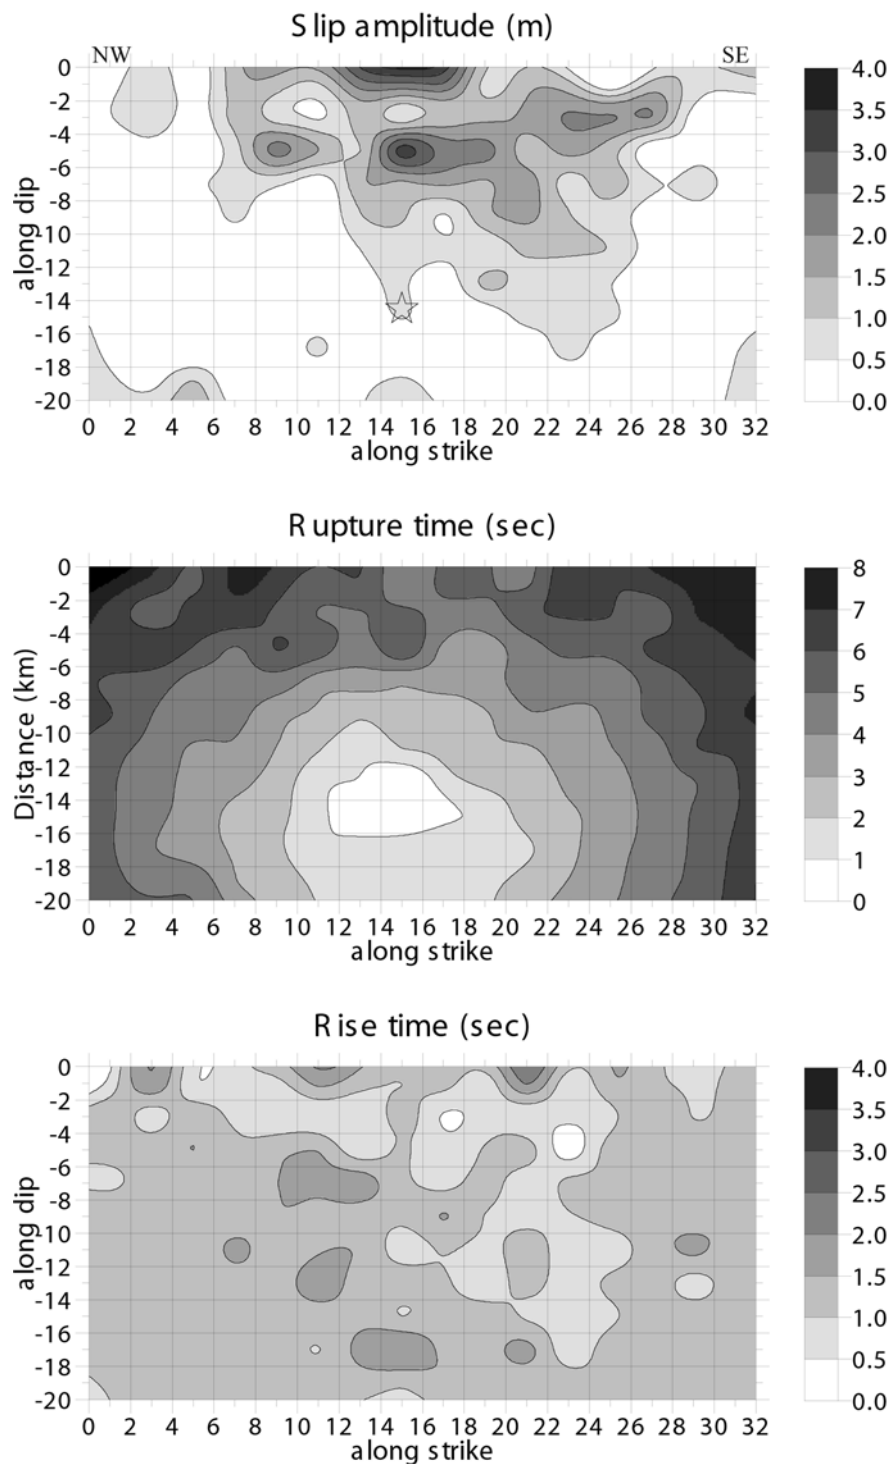 Slip amplitude (m)
NW SE
0 4.0
-2 3.5
-4 3.0
-6 2.5
-8 2.0
-10 1.5
-12 1.0
-14 0.5
-16 0.0
-18
-20
along dip
0 2 4 6 8 10 12 14 16 18 20 22 24 26 28 30 32
along strike
Rupture time (sec)
0 8
-2 7
-4 6
-6 5
-8 4
-10 3
-12 2
-14 1
-16 0
-18
-20
Distance (km)
0 2 4 6 8 10 12 14 16 18 20 22 24 26 28 30 32
along strike
Rise time (sec)
0 4.0
-2 3.5
-4 3.0
-6 2.5
-8 2.0
-10 1.5
-12 1.0
-14 0.5
-16 0.0
-18
-20
along dip
0 2 4 6 8 10 12 14 16 18 20 22 24 26 28 30 32
along strike